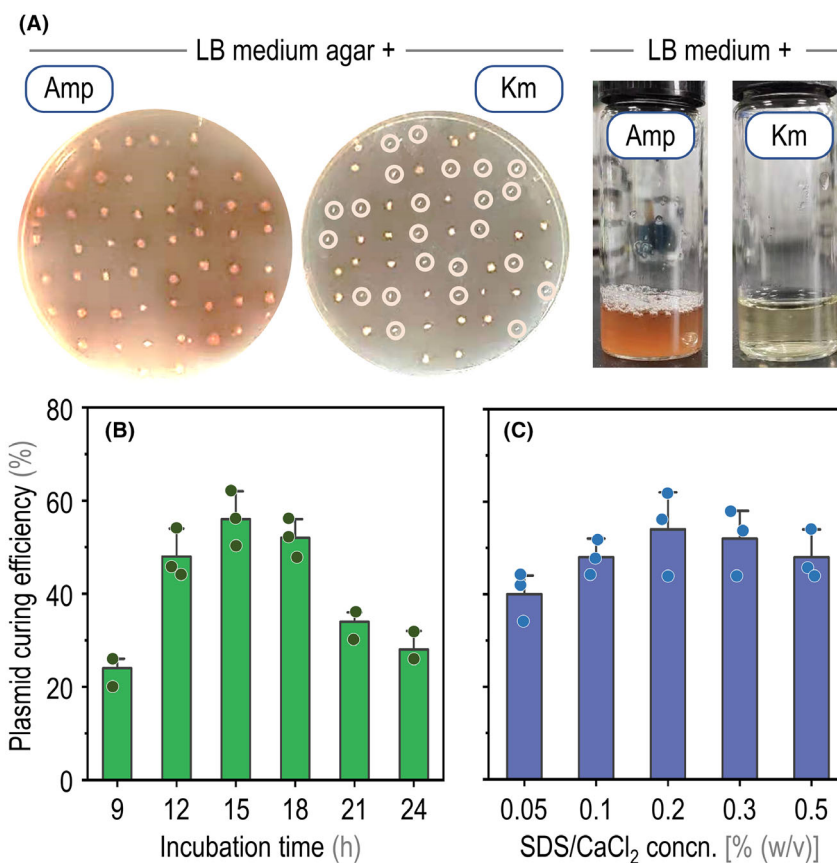 (A)
LB medium agar +
LB medium +
Amp
Km
Amp
Km
(B)
Plasmid curing efficiency (%)
80
60
40
20
0
9 12 15 18 21 24
Incubation time (h)
(C)
0.05 0.1 0.2 0.3 0.5
SDS/CaCl₂ concn. [% (w/v)]